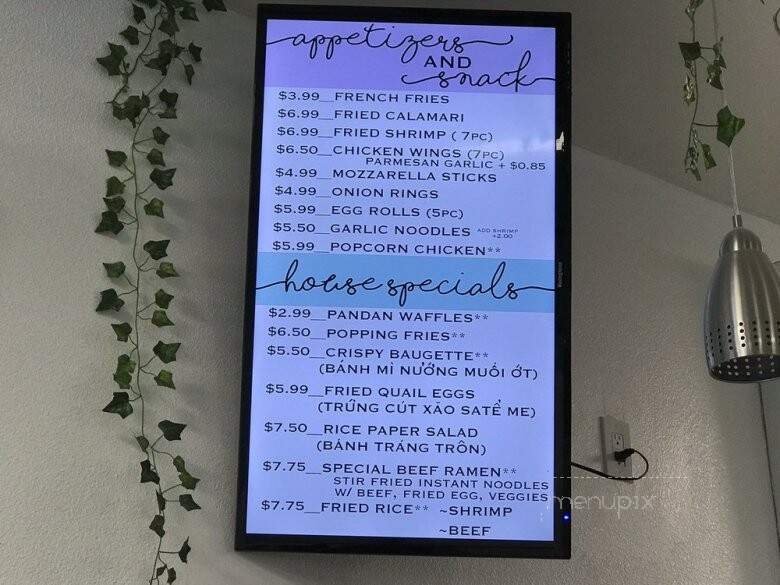 appetizers
AND
snack
$3.99__FRENCH FRIES
$6.99__FRIED CALAMARI
$6.99__FRIED SHRIMP ( 7PC)
$6.50__CHICKEN WINGS (7PC)
PARMESAN GARLIC + $0.85
$4.99__MOZZARELLA STICKS
$4.99__ONION RINGS
$5.99__EGG ROLLS (5PC)
$5.50__GARLIC NOODLES ADD SHRIMP
+2.00
$5.99__POPCORN CHICKEN**
house specials
$2.99__PANDAN WAFFLES**
$6.50__POPPING FRIES**
$5.50__CRISPY BAUGETTE**
(BÁNH MÌ NƯỚNG MUỐI ỚT)
$5.99__FRIED QUAIL EGGS
(TRỨNG CÚT XÀO SATẾ ME)
$7.50__RICE PAPER SALAD
(BÁNH TRÁNG TRỘN)
$7.75__SPECIAL BEEF RAMEN**
STIR FRIED INSTANT NOODLES
W/ BEEF, FRIED EGG, VEGGIES
$7.75__FRIED RICE** ~SHRIMP
~BEEF
menupix